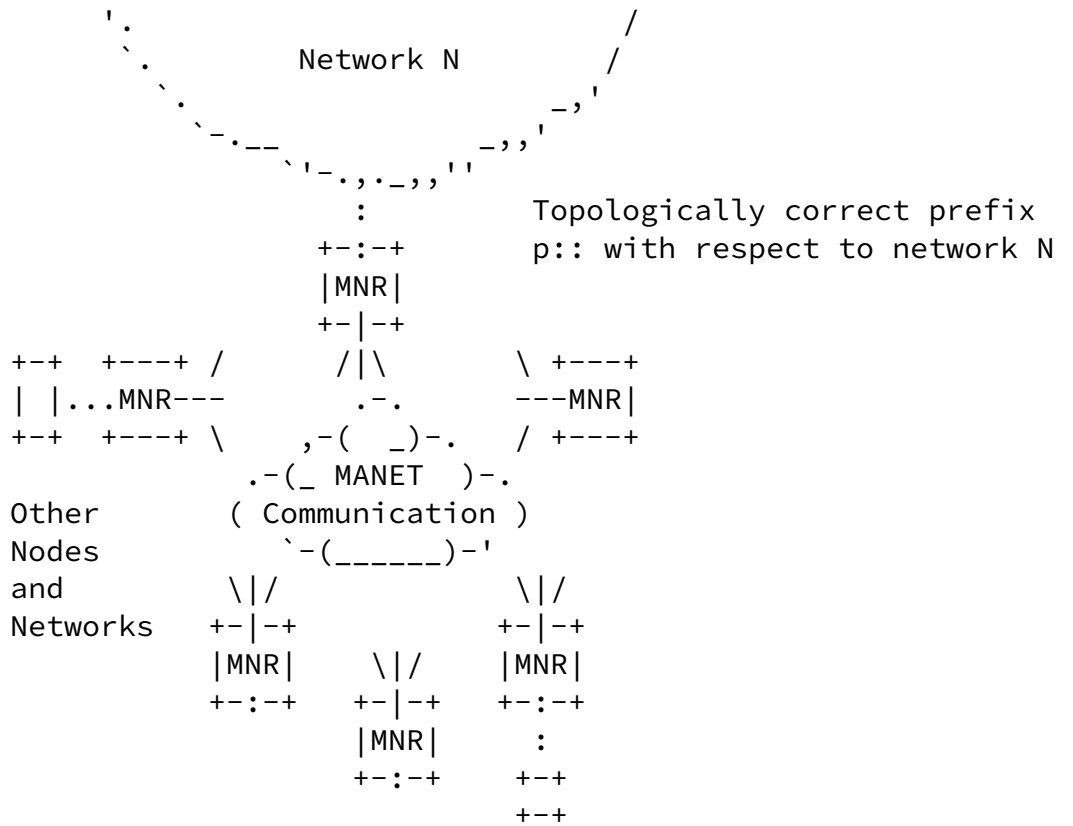 Network N
Topologically correct prefix
p:: with respect to network N
MNR
MNR
MNR
MANET
Other
Communication
Nodes
and
Networks
MNR
MNR
MNR